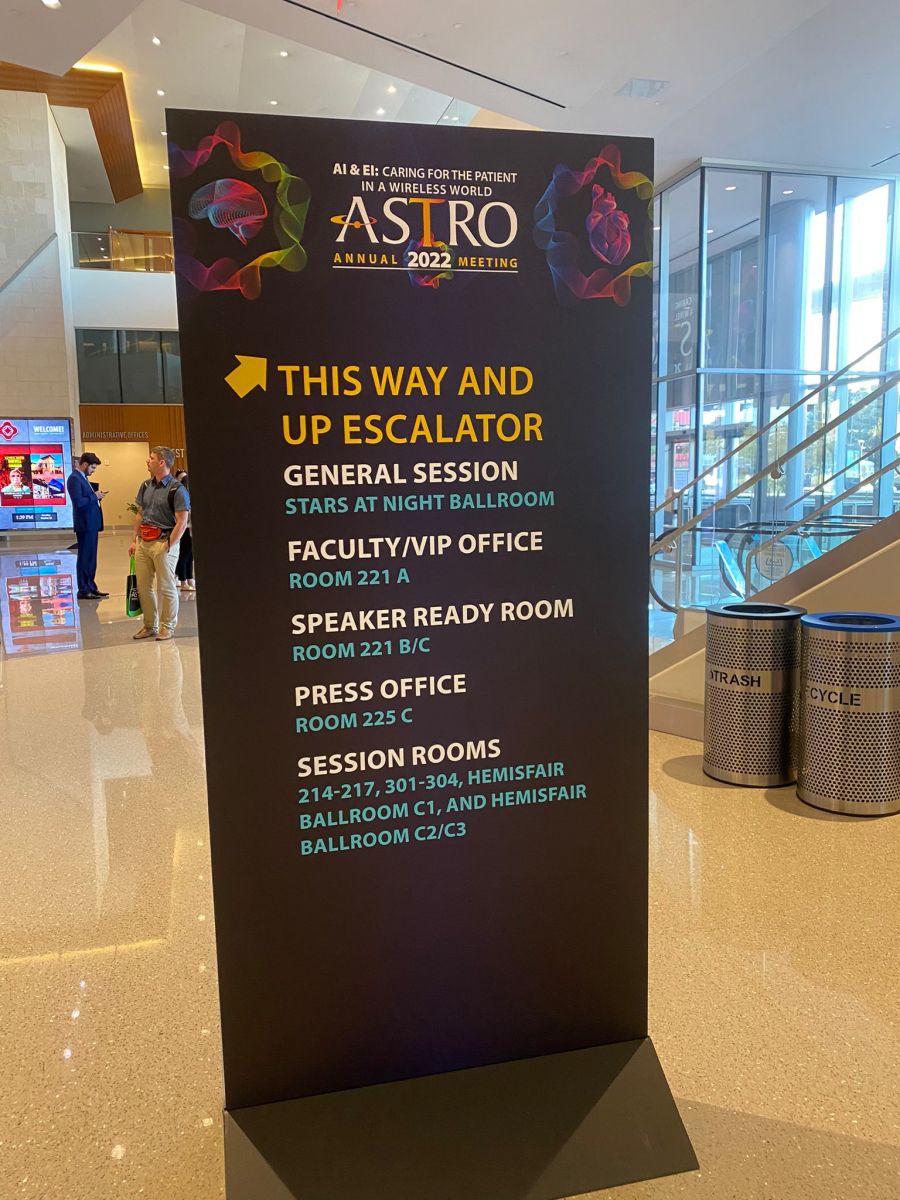 AI & EI: CARING FOR THE PATIENT
IN A WIRELESS WORLD
ASTRO
ANNUAL 2022 MEETING
THIS WAY AND
UP ESCALATOR
GENERAL SESSION
STARS AT NIGHT BALLROOM
FACULTY/VIP OFFICE
ROOM 221 A
SPEAKER READY ROOM
ROOM 221 B/C
PRESS OFFICE
ROOM 225 C
SESSION ROOMS
214-217, 301-304, HEMISFAIR
BALLROOM C1, AND HEMISFAIR
BALLROOM C2/C3
WELCOME!
ADMINISTRATIVE OFFICES
TRASH
ECYCLE